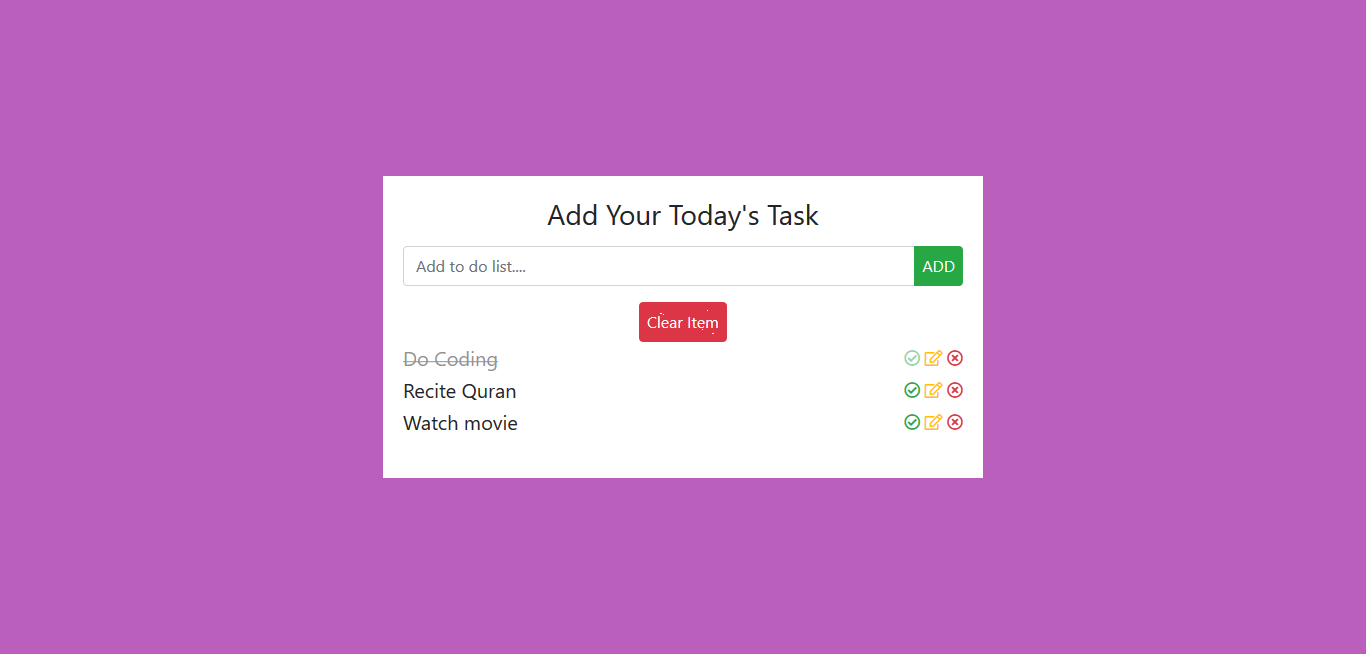 Add Your Today's Task
Add to do list....
ADD
Clear Item
Do Coding
Recite Quran
Watch movie